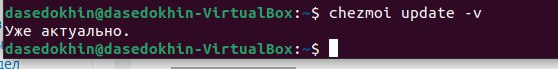 dasedokhin@dasedokhin-VirtualBox:~$ chezmoi update -v
Уже актуально.
dasedokhin@dasedokhin-VirtualBox:~$